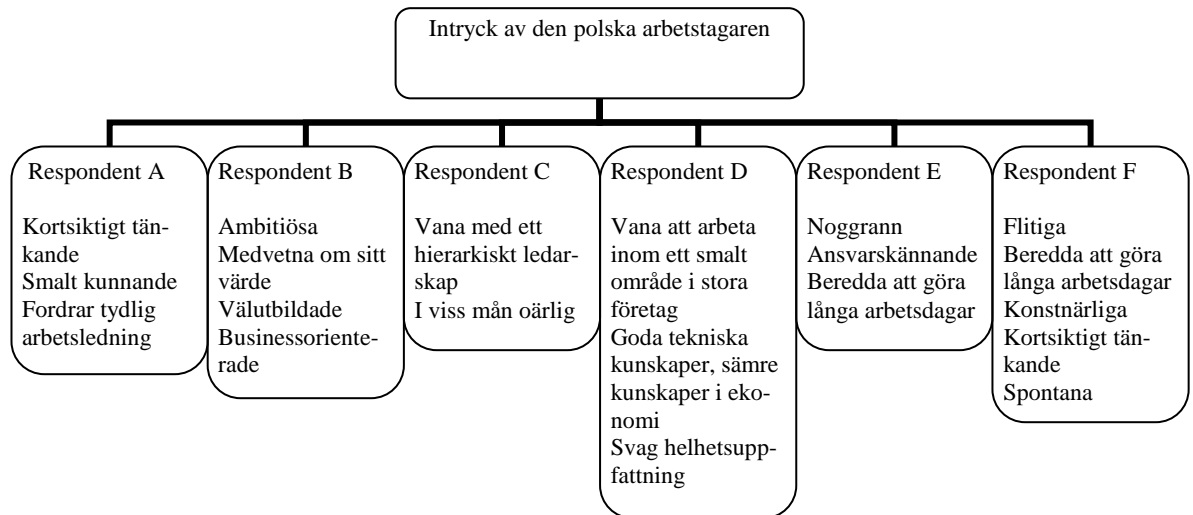 Intryck av den polska arbetstagaren
Respondent A
Kortsiktigt tän-
kande
Smalt kunnande
Fordrar tydlig
arbetsledning
Respondent B
Ambitiösa
Medvetna om sitt
värde
Välutbildade
Businessoriente-
rade
Respondent C
Vana med ett
hierarkiskt ledar-
skap
I viss mån oärlig
Respondent D
Vana att arbeta
inom ett smalt
område i stora
företag
Goda tekniska
kunskaper, sämre
kunskaper i eko-
nomi
Svag helhetsupp-
fattning
Respondent E
Noggrann
Ansvarskännande
Beredda att göra
långa arbetsdagar
Respondent F
Flitiga
Beredda att göra
långa arbetsdagar
Konstnärliga
Kortsiktigt tän-
kande
Spontana